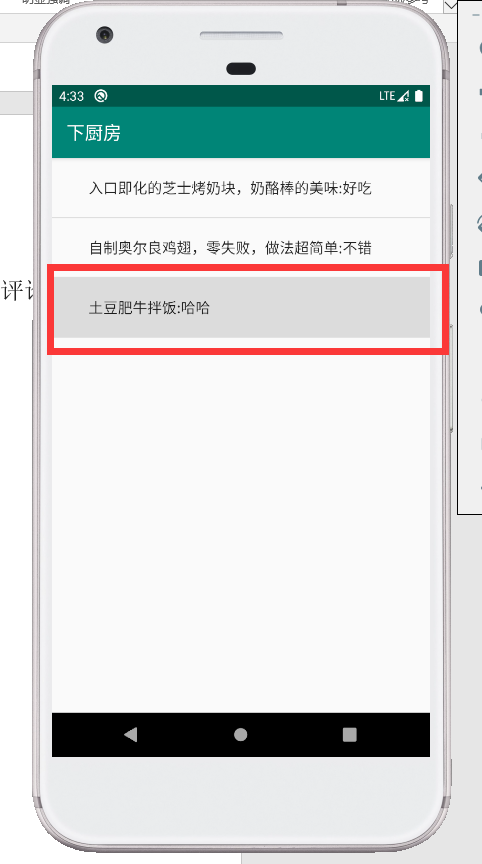 4:33
LTE
下厨房
入口即化的芝士烤奶块，奶酪棒的美味:好吃
自制奥尔良鸡翅，零失败，做法超简单:不错
评
土豆肥牛拌饭:哈哈